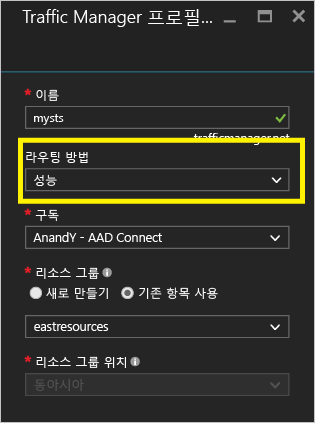 Traffic Manager 프로필...
* 이름
mysts
.trafficmanager.net
라우팅 방법
성능
* 구독
AnandY - AAD Connect
* 리소스 그룹
새로 만들기 기존 항목 사용
eastresources
* 리소스 그룹 위치
동아시아